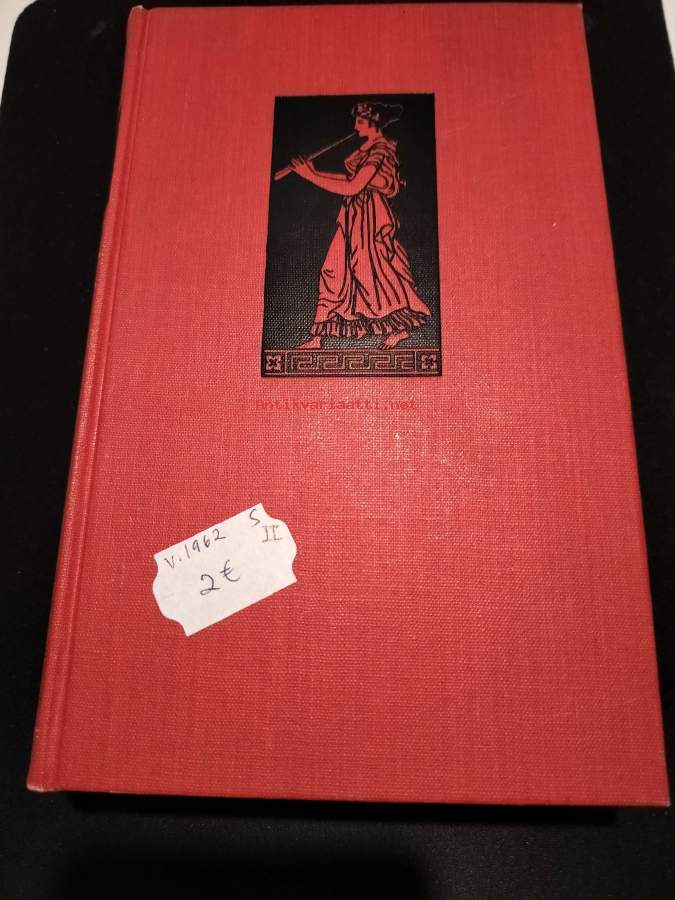 Antikvariaatti.net
v.1962 S
II
2€